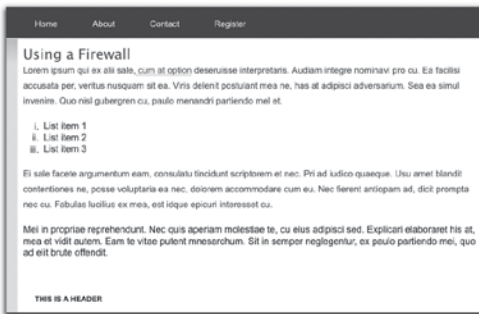 Home About Contact Register
Using a Firewall
Lorem ipsum qui ex alii sale, cum at option deseruisse interpretaris. Audiam integre nominavi pro cu. Ea facilisi
accusata per, veritus nusquam sit ea. Viris delenit postulant mea ne, has at adipisci adversarium. Sea ea simul
invenire. Quo nisl gubergren cu, paulo menandri partiendo mel et.
i. List item 1
ii. List item 2
iii. List item 3
Ei sale facete argumentum eam, consulatu tincidunt scriptorem et nec. Pri ad iudico quaeque. Usu amet blandit
contentiones ne, posse voluptaria ea nec, dolorem accommodare cum eu. Nec fierent antiopam ad, dicit prompta
nec cu. Fabulas lucilius ex mea, est idque epicuri interesset cu.
Mei in propriae reprehendunt. Nec quis aperiam molestiae te, cu eius adipisci sed. Explicari elaboraret his at,
mea et vidit autem. Eam te vitae putent mnesarchum. Sit in semper neglegentur, ex paulo partiendo mei, quo
ad elit brute offendit.
THIS IS A HEADER